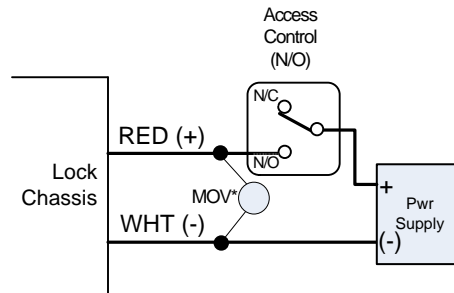 Access
Control
(N/O)
N/C
RED (+)
N/O
Lock
Chassis
MOV*
+
Pwr
Supply
WHT (-)
(-)